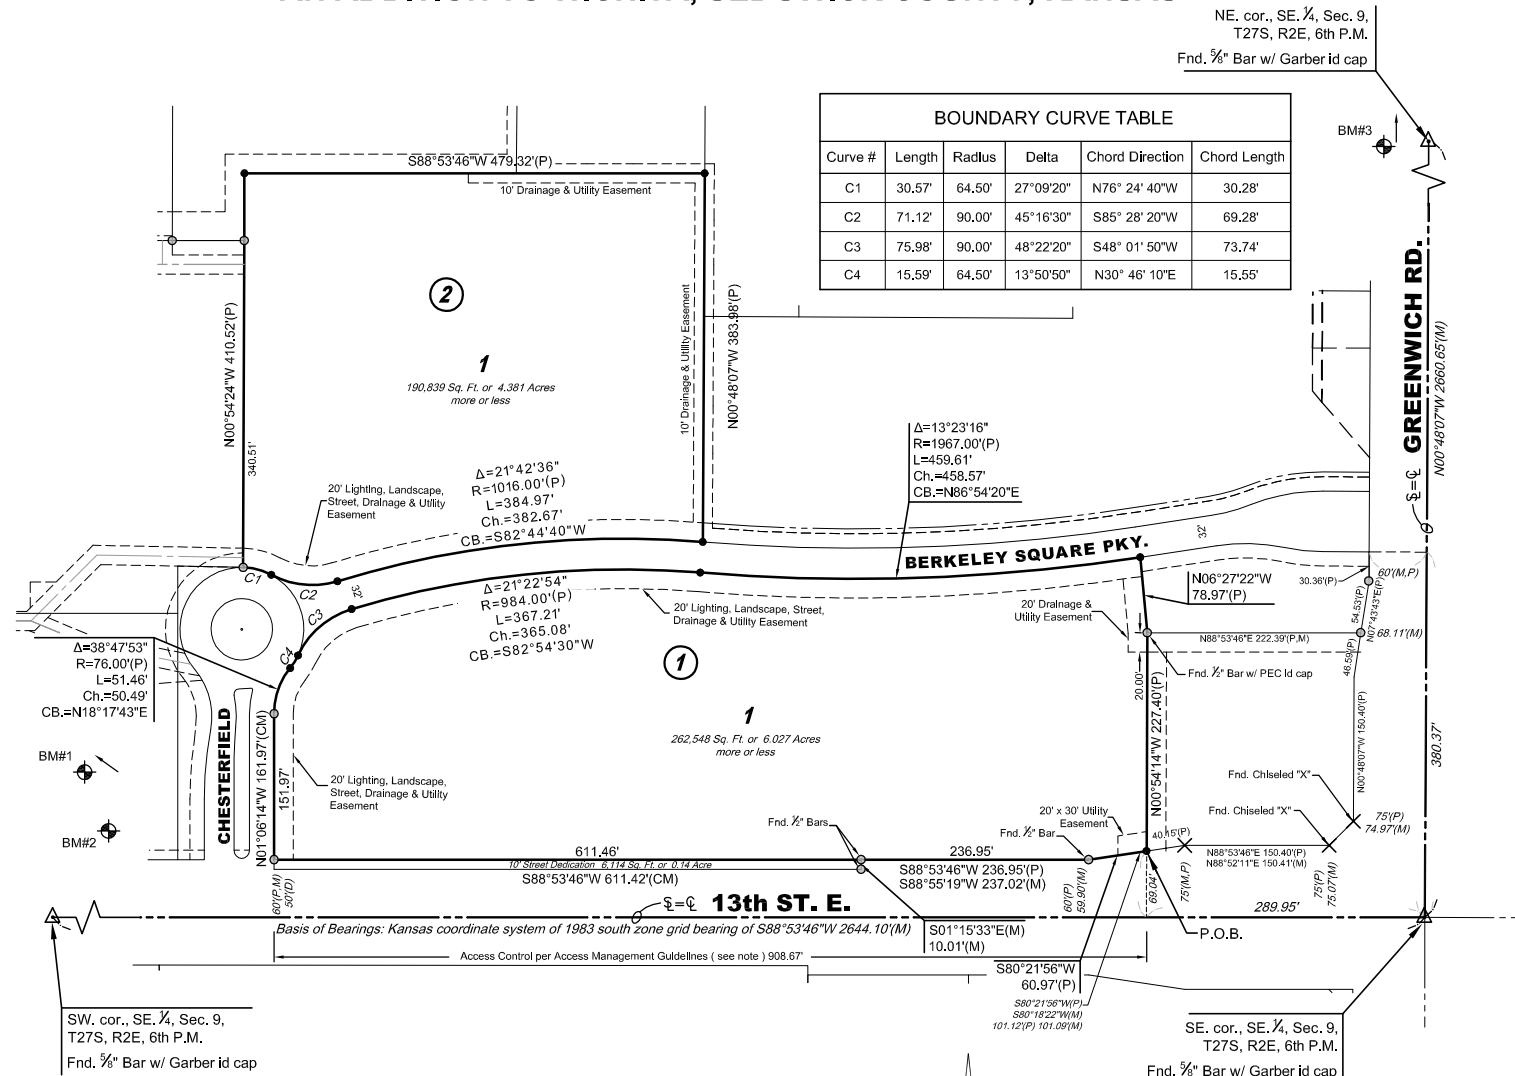 AN ADDITION TO WICHITA, SEDGWICK COUNTY, KANSAS
NE. cor., SE. ¼, Sec. 9,
T27S, R2E, 6th P.M.
Fnd. ⅝" Bar w/ Garber id cap
BM#3
BOUNDARY CURVE TABLE
Curve # Length Radius Delta Chord Direction Chord Length
C1 30.57' 64.50' 27°09'20" N76° 24' 40"W 30.28'
C2 71.12' 90.00' 45°16'30" S85° 28' 20"W 69.28'
C3 75.98' 90.00' 48°22'20" S48° 01' 50"W 73.74'
C4 15.59' 64.50' 13°50'50" N30° 46' 10"E 15.55'
S88°53'46"W 479.32'(P)
10' Drainage & Utility Easement
N00°54'24"W 410.52'(P)
340.51'
2
1
190,839 Sq. Ft. or 4.381 Acres
more or less
10' Drainage & Utility Easement
N00°48'07"W 383.98'(P)
GREENWICH RD.
N00°48'07"W 2660.65'(M)
Δ=13°23'16"
R=1967.00'(P)
L=459.61'
Ch.=458.57'
CB.=N86°54'20"E
Δ=21°42'36"
R=1016.00'(P)
L=384.97'
Ch.=382.67'
CB.=S82°44'40"W
20' Lighting, Landscape,
Street, Drainage & Utility
Easement
BERKELEY SQUARE PKY.
32'
C1
C2
32'
C3
C4
Δ=21°22'54"
R=984.00'(P)
L=367.21'
Ch.=365.08'
CB.=S82°54'30"W
20' Lighting, Landscape, Street,
Drainage & Utility Easement
20' Drainage &
Utility Easement
N06°27'22"W
78.97'(P)
30.36'(P)
60'(M,P)
54.53'(P)
N07°43'43"E(P)
N88°53'46"E 222.39'(P,M)
68.11'(M)
46.59'(P)
Δ=38°47'53"
R=76.00'(P)
L=51.46'
Ch.=50.49'
CB.=N18°17'43"E
1
Fnd. ½" Bar w/ PEC id cap
20.00'
N00°54'14"W 227.40'(P)
N00°48'07"W 150.40'(P)
1
262,548 Sq. Ft. or 6.027 Acres
more or less
380.37'
BM#1
BM#2
CHESTERFIELD
N01°06'14"W 161.97'(CM)
151.97'
20' Lighting, Landscape,
Street, Drainage & Utility
Easement
Fnd. Chiseled "X"
Fnd. Chiseled "X"
75'(P)
74.97'(M)
Fnd. ½" Bars
20' x 30' Utility
Easement
Fnd. ½" Bar
40.15'(P)
611.46'
236.95'
N88°53'46"E 150.40'(P)
N88°52'11"E 150.41'(M)
10' Street Dedication 6,114 Sq. Ft. or 0.14 Acre
S88°53'46"W 611.42'(CM)
S88°53'46"W 236.95'(P)
S88°55'19"W 237.02'(M)
60'(P,M)
50'(D)
60'(P)
59.90'(M)
69.04'
75'(M,P)
75'(P)
75.07'(M)
13th ST. E.
289.95'
Basis of Bearings: Kansas coordinate system of 1983 south zone grid bearing of S88°53'46"W 2644.10'(M)
S01°15'33"E(M)
10.01'(M)
P.O.B.
Access Control per Access Management Guidelines ( see note ) 908.67'
S80°21'56"W
60.97'(P)
S80°21'56"W(P)
S80°18'22"W(M)
101.12'(P) 101.09'(M)
SW. cor., SE. ¼, Sec. 9,
T27S, R2E, 6th P.M.
Fnd. ⅝" Bar w/ Garber id cap
SE. cor., SE. ¼, Sec. 9,
T27S, R2E, 6th P.M.
Fnd. ⅝" Bar w/ Garber id cap